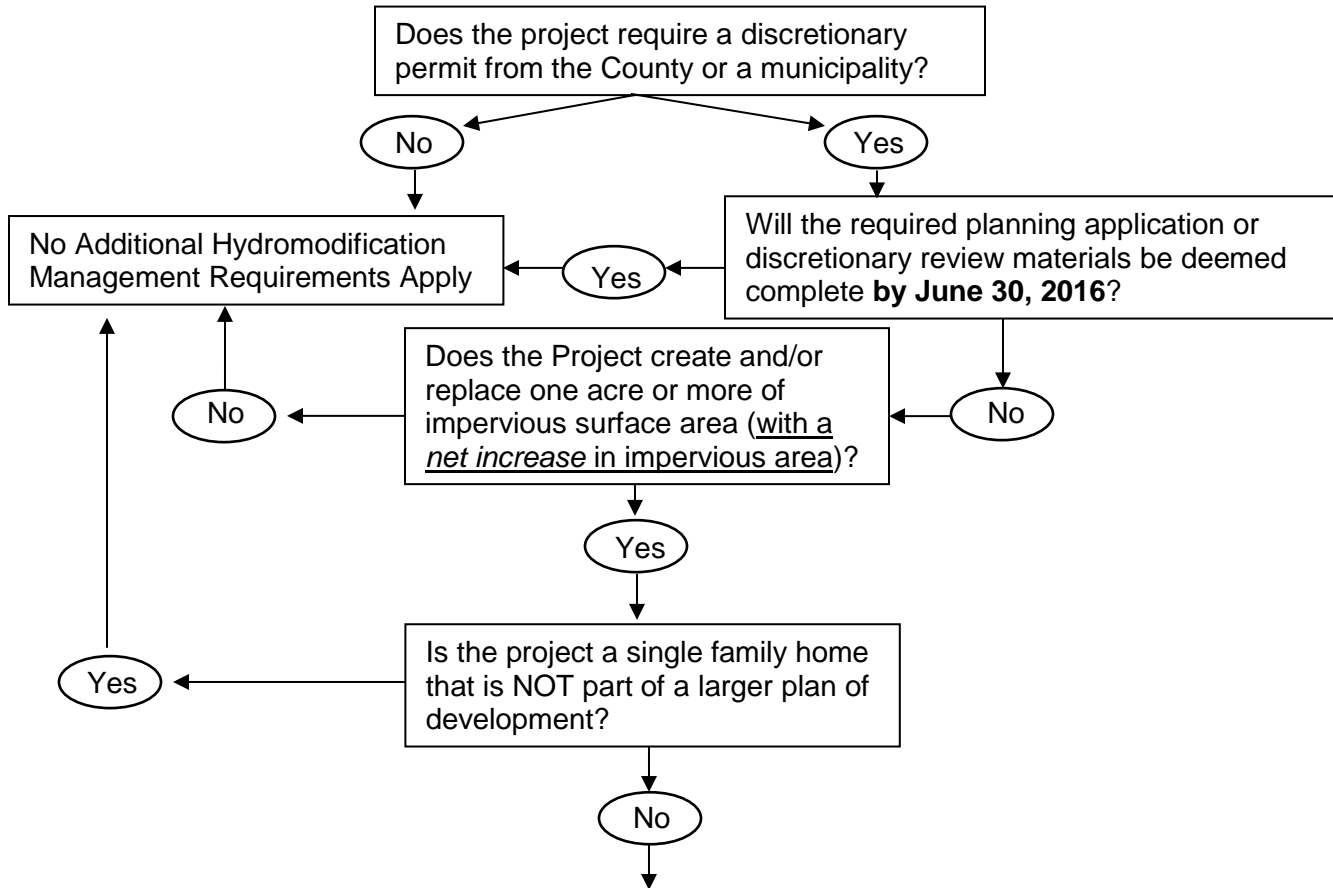 Does the project require a discretionary
permit from the County or a municipality?
No
Yes
No Additional Hydromodification
Management Requirements Apply
Yes
Will the required planning application or
discretionary review materials be deemed
complete by June 30, 2016?
No
Does the Project create and/or
replace one acre or more of
impervious surface area (with a
net increase in impervious area)?
No
Yes
Is the project a single family home
that is NOT part of a larger plan of
development?
Yes
No